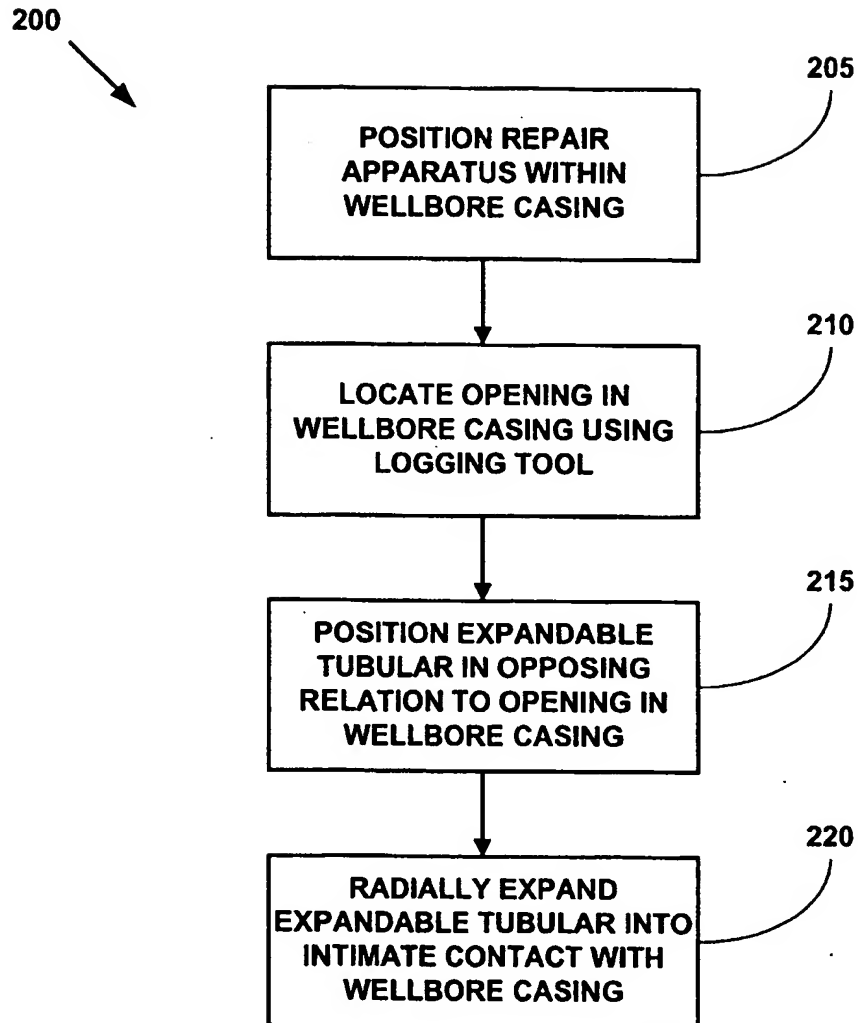 200
205
POSITION REPAIR
APPARATUS WITHIN
WELLBORE CASING
210
LOCATE OPENING IN
WELLBORE CASING USING
LOGGING TOOL
215
POSITION EXPANDABLE
TUBULAR IN OPPOSING
RELATION TO OPENING IN
WELLBORE CASING
220
RADIALLY EXPAND
EXPANDABLE TUBULAR INTO
INTIMATE CONTACT WITH
WELLBORE CASING